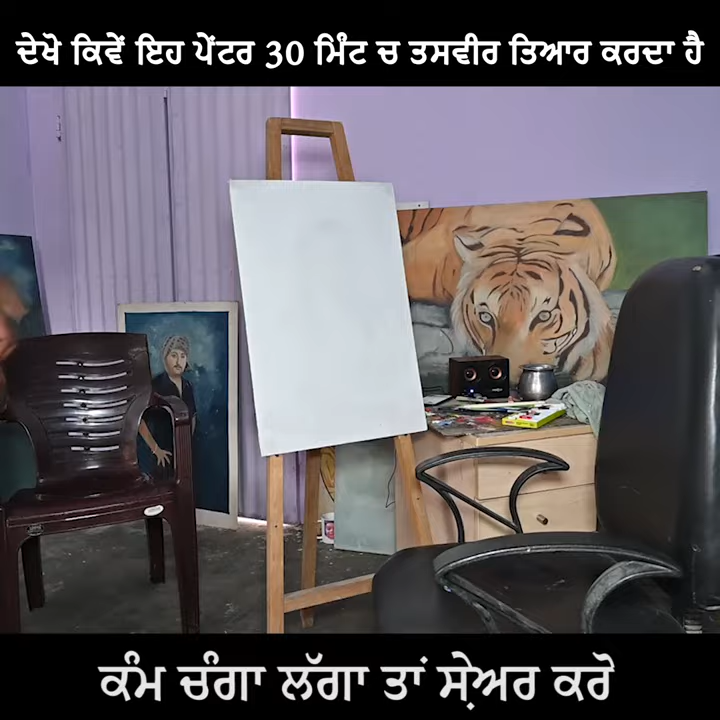 ਦੇਖੋ ਕਿਵੇਂ ਇਹ ਪੇਂਟਰ 30 ਮਿੰਟ ਚ ਤਸਵੀਰ ਤਿਆਰ ਕਰਦਾ ਹੈ
ਕੰਮ ਚੰਗਾ ਲੱਗਾ ਤਾਂ ਸ਼ੇਅਰ ਕਰੋ